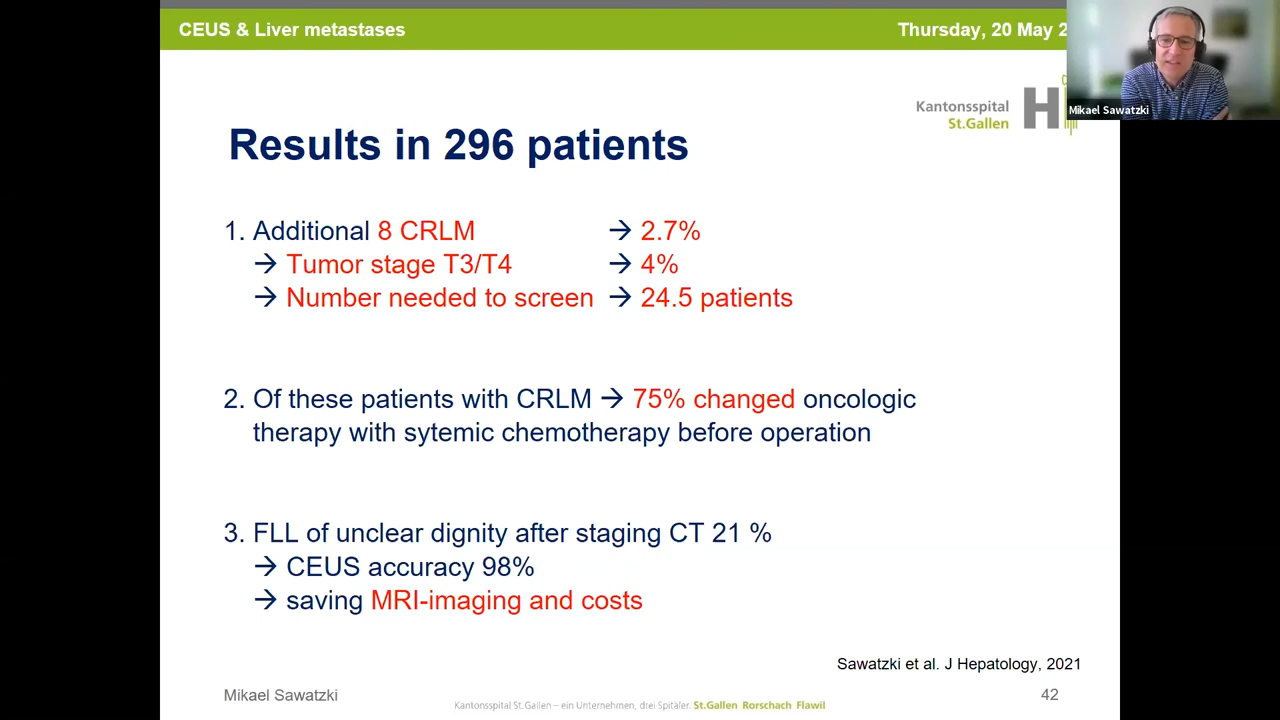 CEUS & Liver metastases
Thursday, 20 May 2
Mikael Sawatzki
Kantonsspital
St.Gallen
H
Results in 296 patients
1. Additional 8 CRLM → 2.7%
→ Tumor stage T3/T4 → 4%
→ Number needed to screen → 24.5 patients
2. Of these patients with CRLM → 75% changed oncologic
therapy with sytemic chemotherapy before operation
3. FLL of unclear dignity after staging CT 21 %
→ CEUS accuracy 98%
→ saving MRI-imaging and costs
Sawatzki et al. J Hepatology, 2021
Mikael Sawatzki
Kantonsspital St.Gallen – ein Unternehmen, drei Spitäler. St.Gallen Rorschach Flawil
42